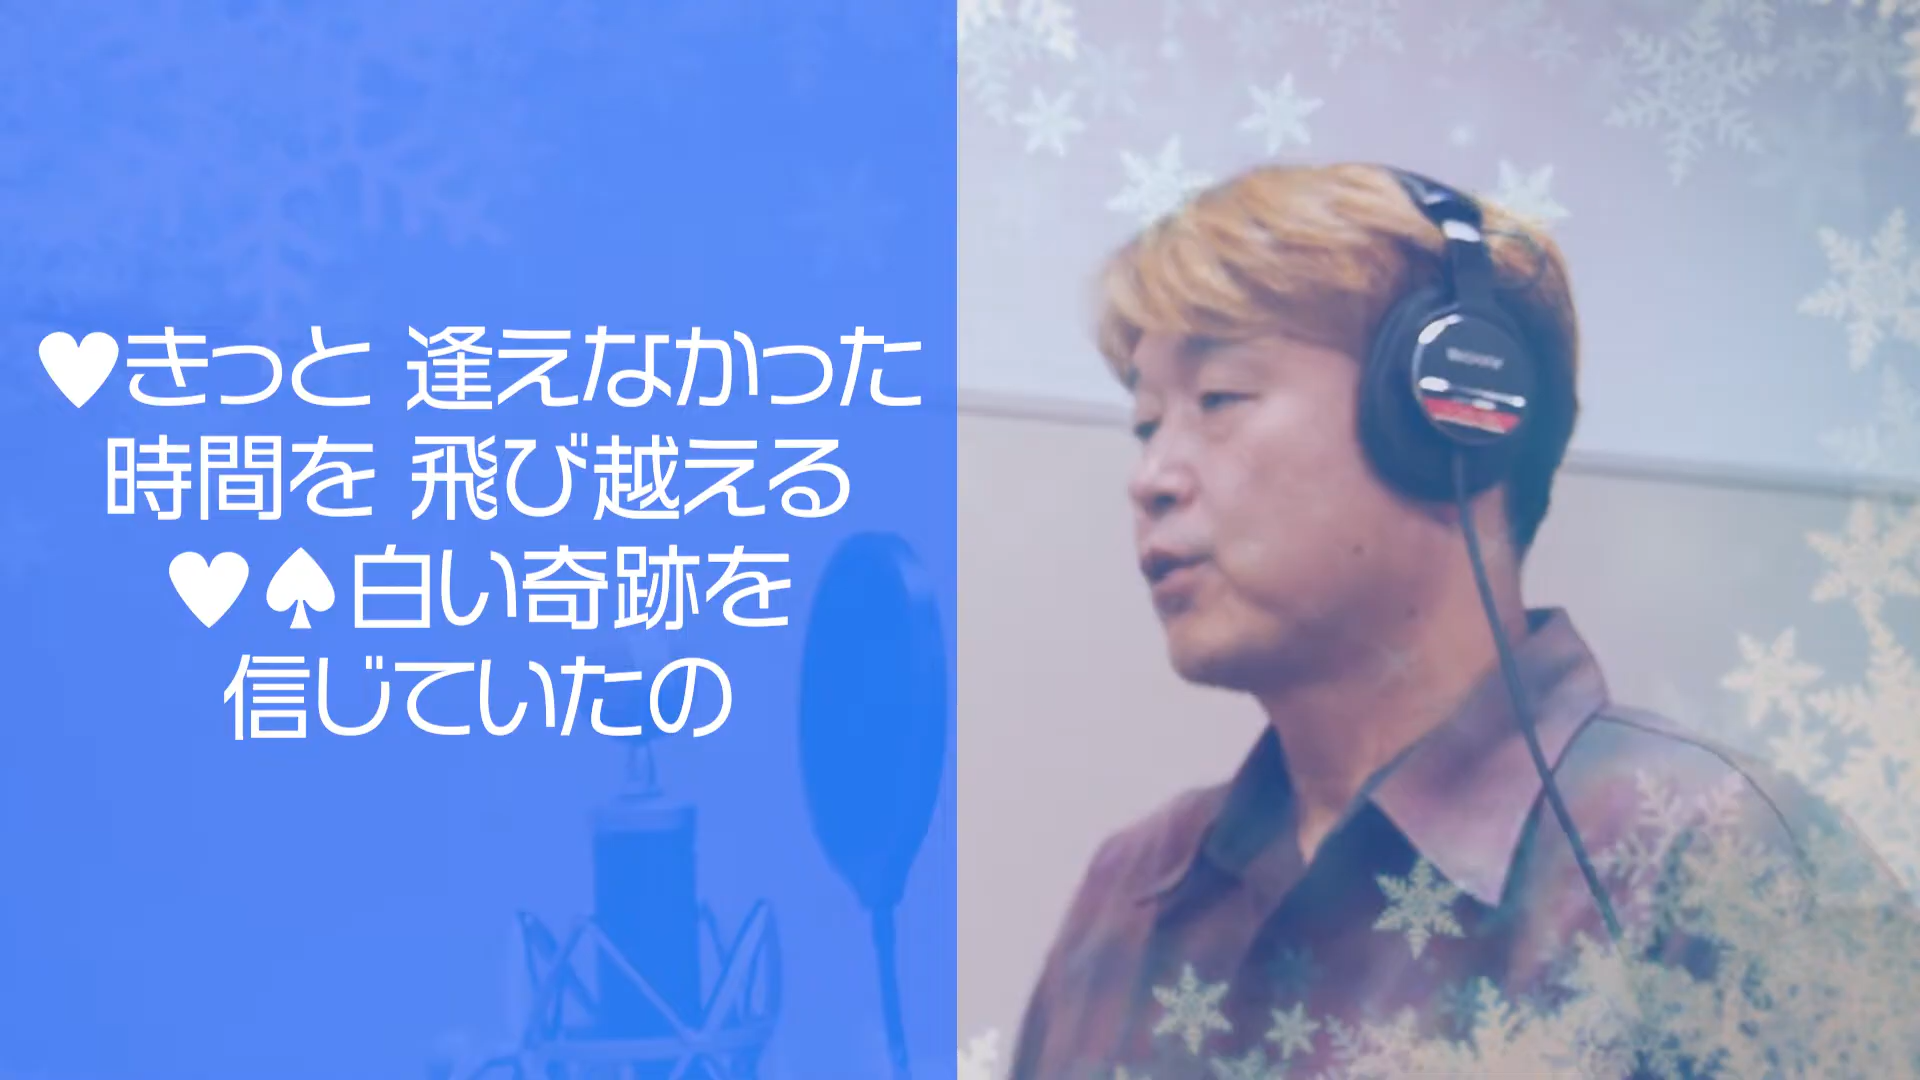 ♥きっと 逢えなかった
時間を 飛び越える
♥♠白い奇跡を
信じていたの